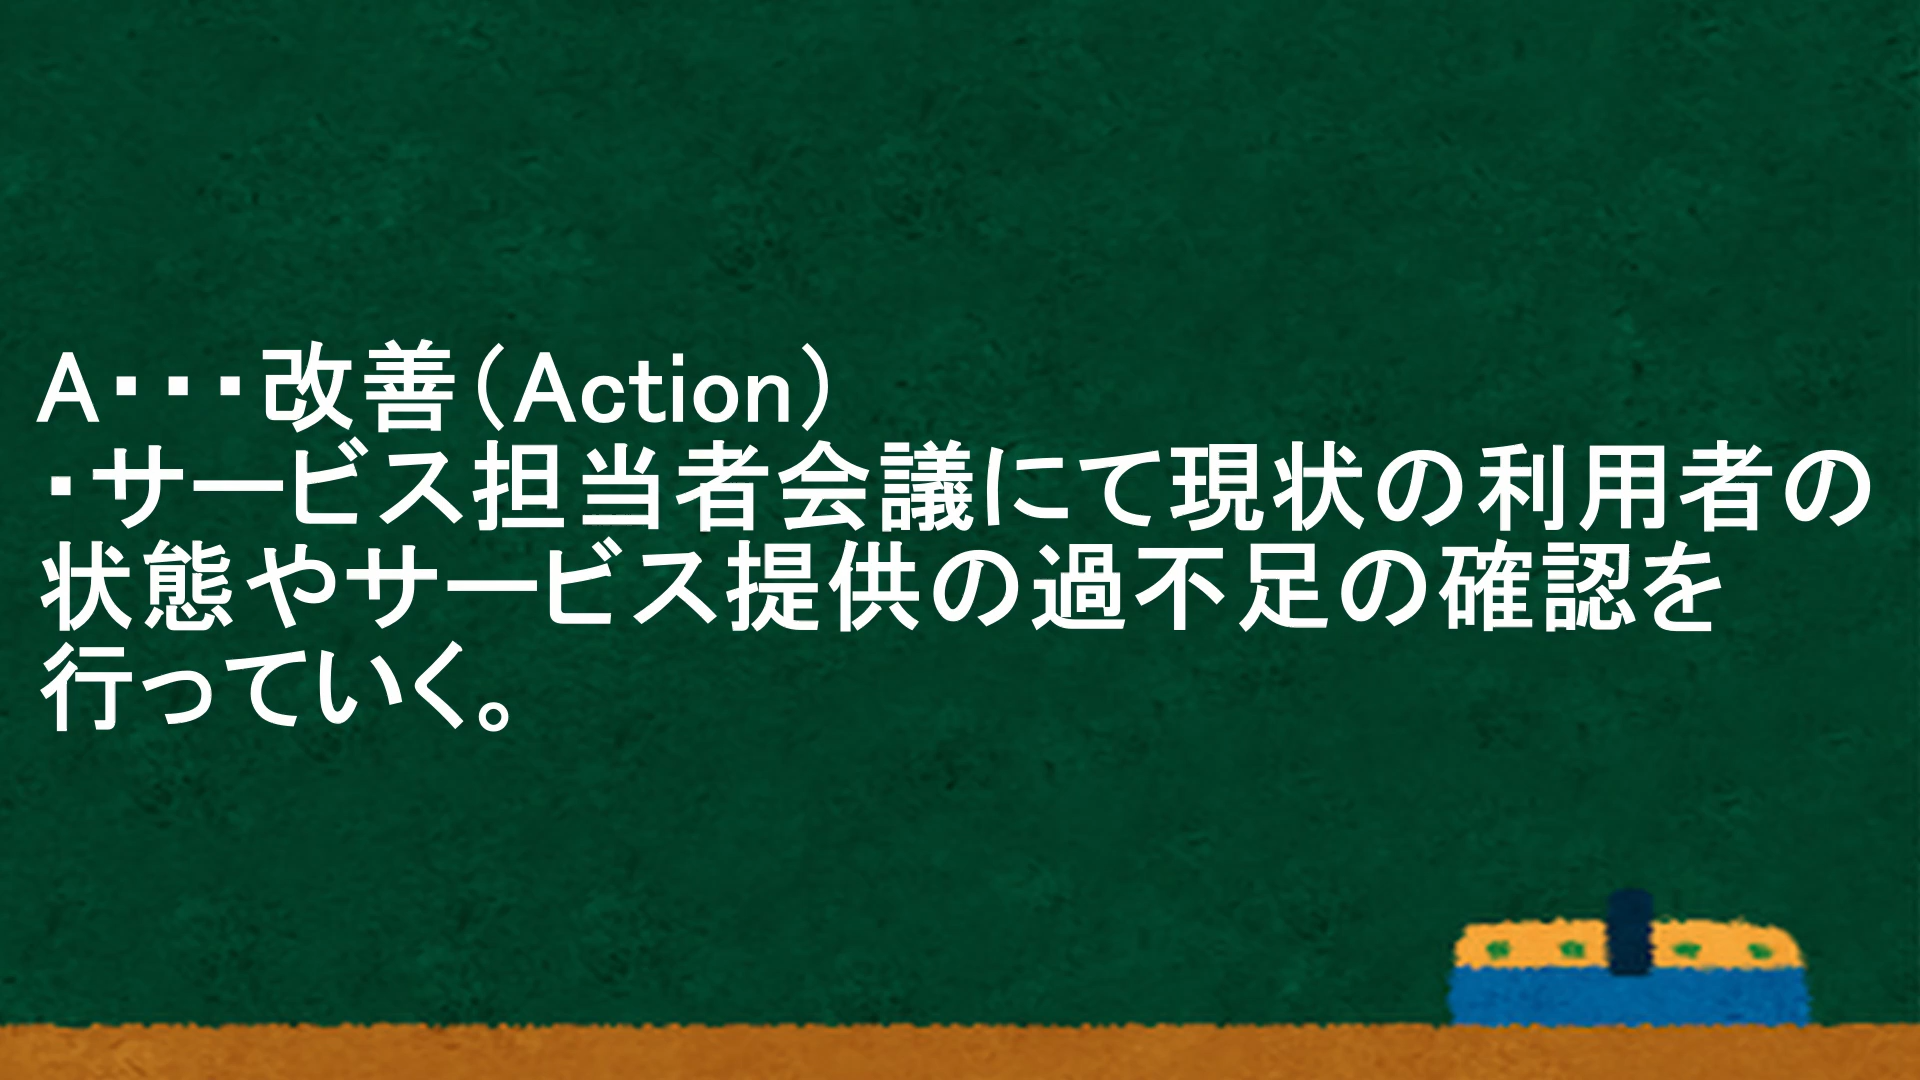 A・・・改善（Action）
・サービス担当者会議にて現状の利用者の
状態やサービス提供の過不足の確認を
行っていく。